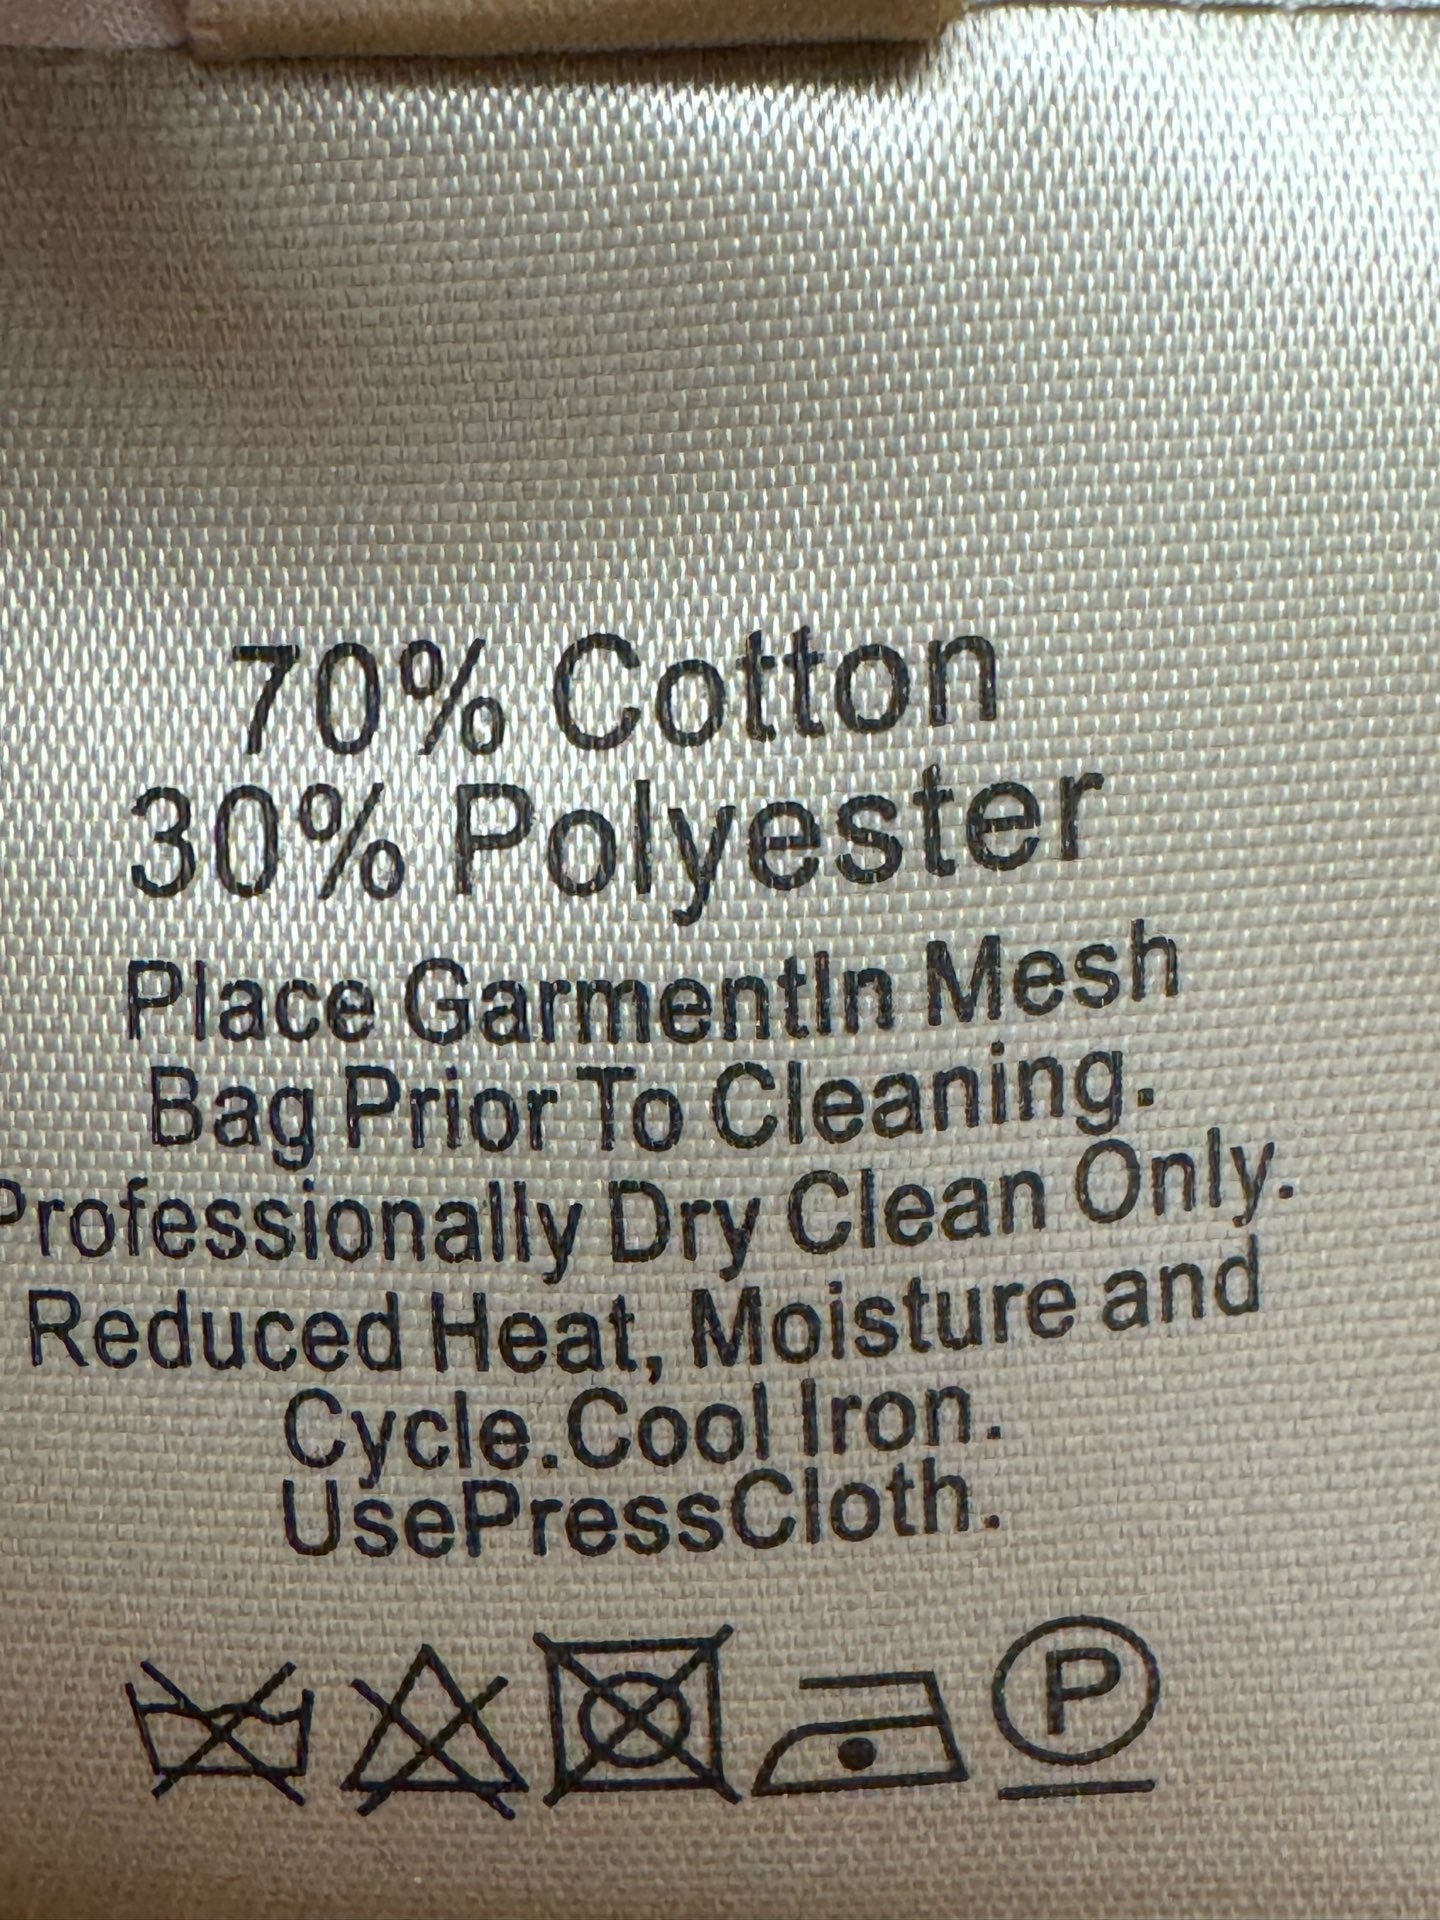 70% Cotton
30% Polyester
Place GarmentIn Mesh
Bag Prior To Cleaning.
Professionally Dry Clean Only.
Reduced Heat, Moisture and
Cycle.Cool Iron.
UsePressCloth.
P